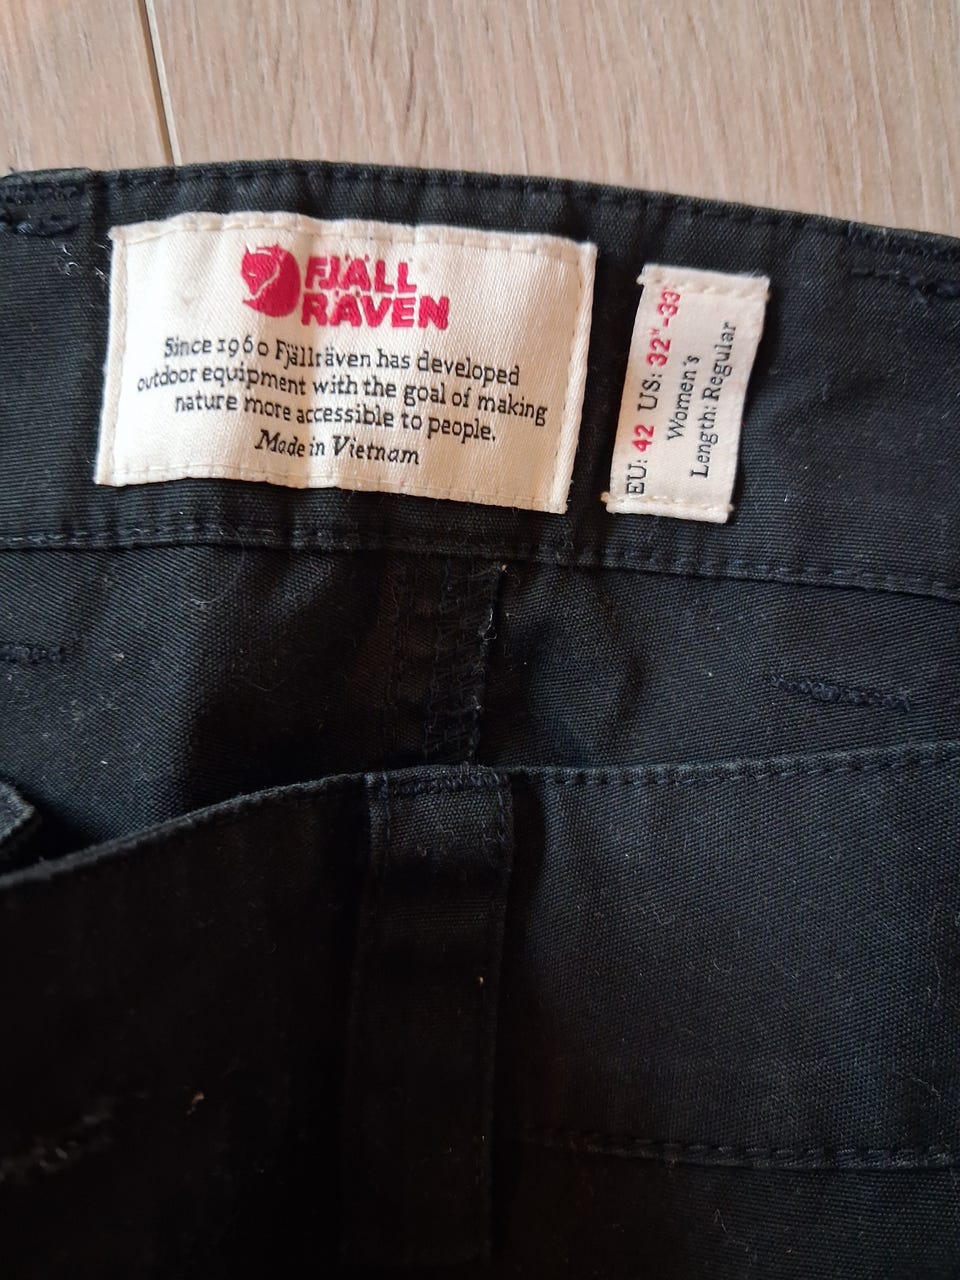 FJÄLL
RÄVEN
Since 1960 Fjällräven has developed
outdoor equipment with the goal of making
nature more accessible to people.
Made in Vietnam
EU: 42 US: 32"-33"
Women's
Length: Regular